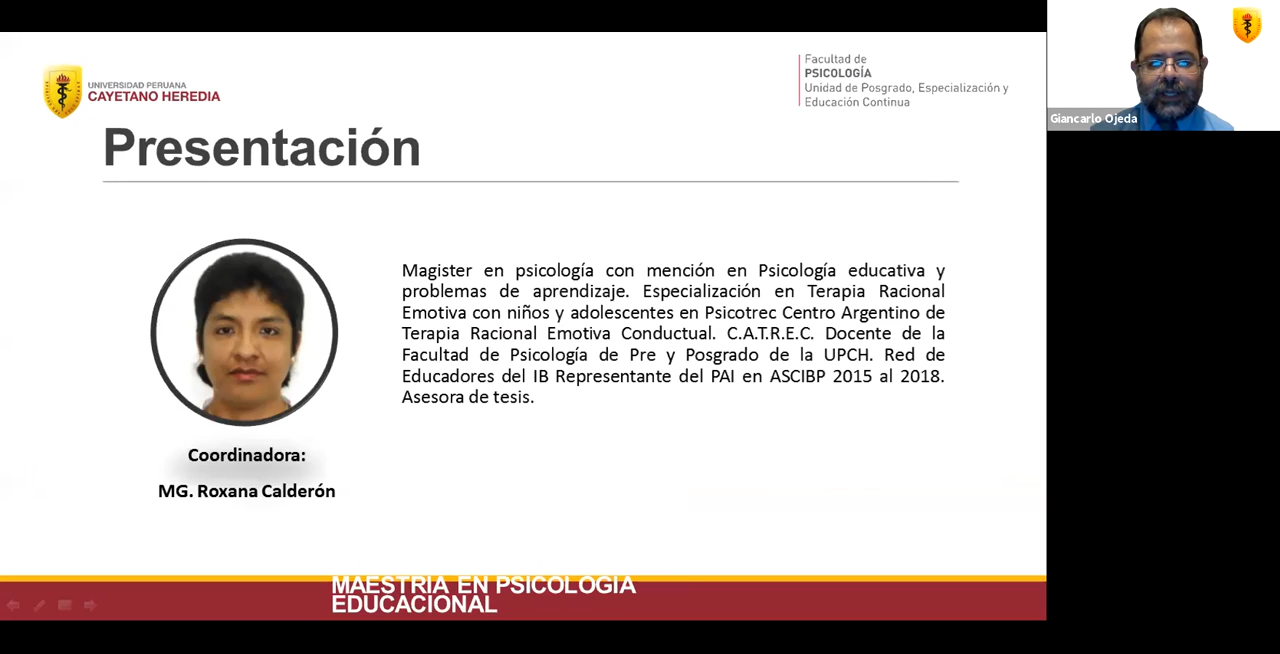 UNIVERSIDAD PERUANA
CAYETANO HEREDIA
Facultad de
PSICOLOGÍA
Unidad de Posgrado, Especialización y
Educación Continua
Giancarlo Ojeda
Presentación
Magister en psicología con mención en Psicología educativa y
problemas de aprendizaje. Especialización en Terapia Racional
Emotiva con niños y adolescentes en Psicotrec Centro Argentino de
Terapia Racional Emotiva Conductual. C.A.T.R.E.C. Docente de la
Facultad de Psicología de Pre y Posgrado de la UPCH. Red de
Educadores del IB Representante del PAI en ASCIBP 2015 al 2018.
Asesora de tesis.
Coordinadora:
MG. Roxana Calderón
MAESTRIA EN PSICOLOGIA
EDUCACIONAL